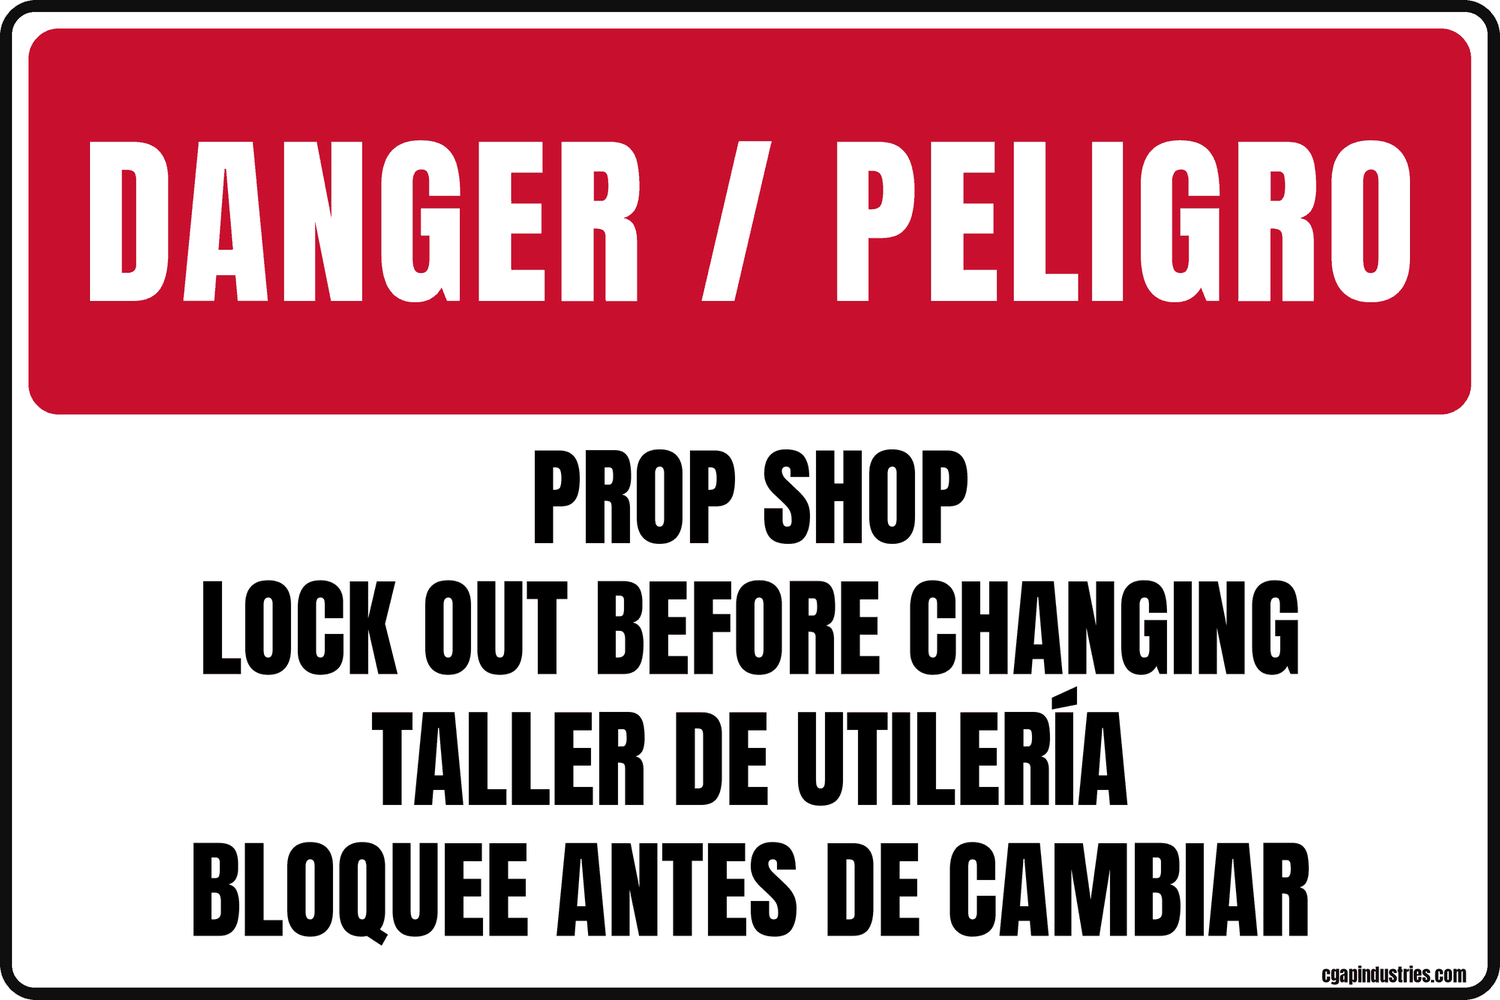 DANGER / PELIGRO
PROP SHOP
LOCK OUT BEFORE CHANGING
TALLER DE UTILERÍA
BLOQUEE ANTES DE CAMBIAR
cgapindustries.com